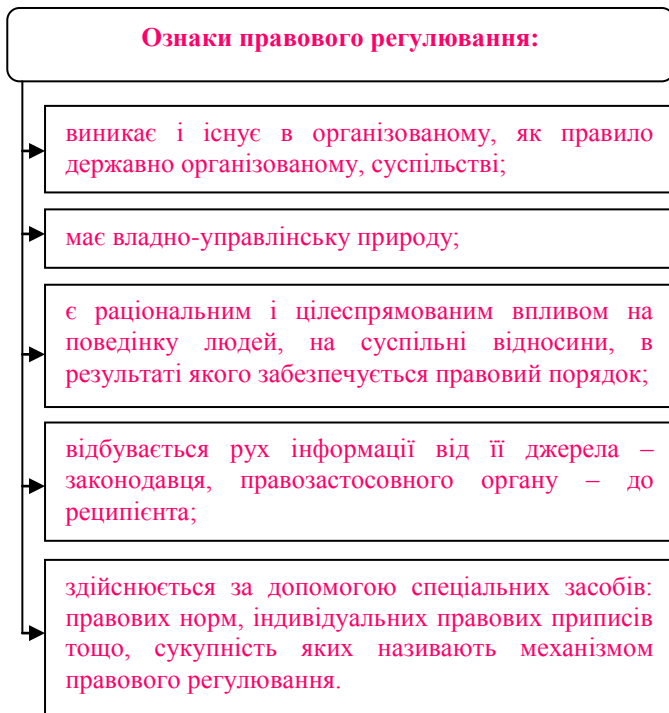 Ознаки правового регулювання:
виникає і існує в організованому, як правило
державно організованому, суспільстві;
має владно-управлінську природу;
є раціональним і цілеспрямованим впливом на
поведінку людей, на суспільні відносини, в
результаті якого забезпечується правовий порядок;
відбувається рух інформації від її джерела –
законодавця, правозастосовного органу – до
реципієнта;
здійснюється за допомогою спеціальних засобів:
правових норм, індивідуальних правових приписів
тощо, сукупність яких називають механізмом
правового регулювання.